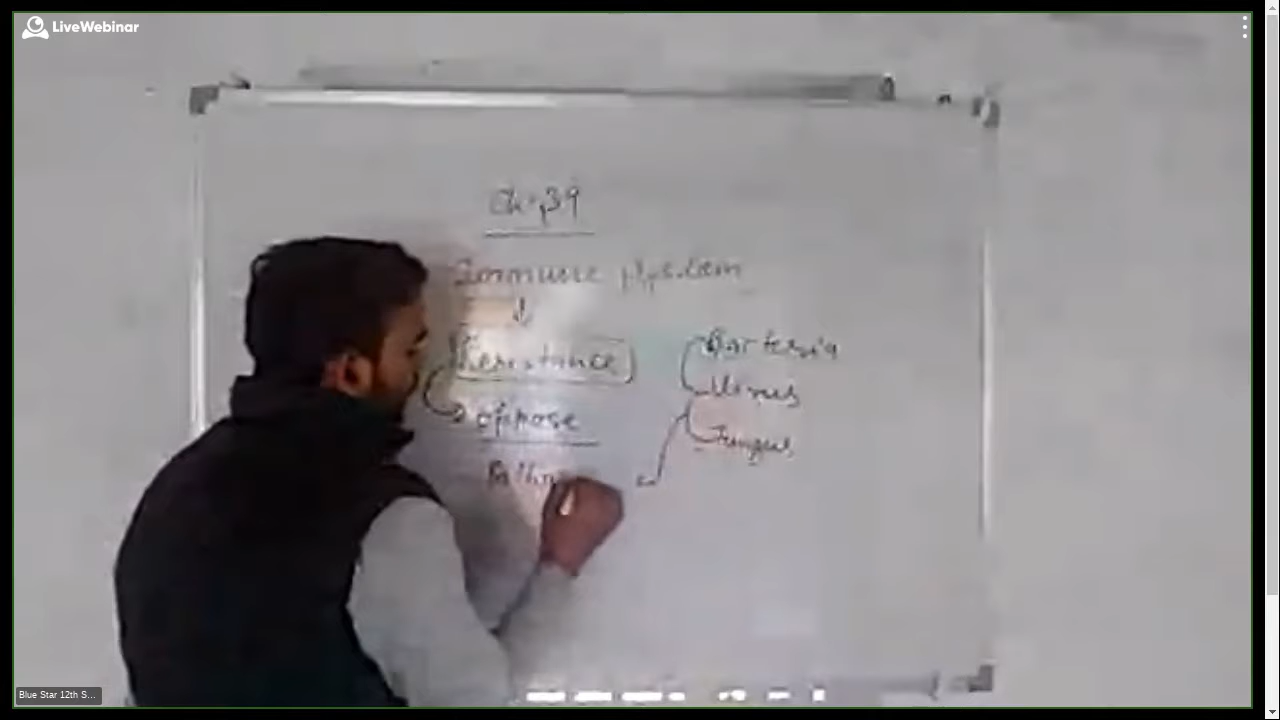 LiveWebinar
Ch-39
Immune system
Resistance
oppose
Bacteria
Virus
Fungus
Blue Star 12th S...